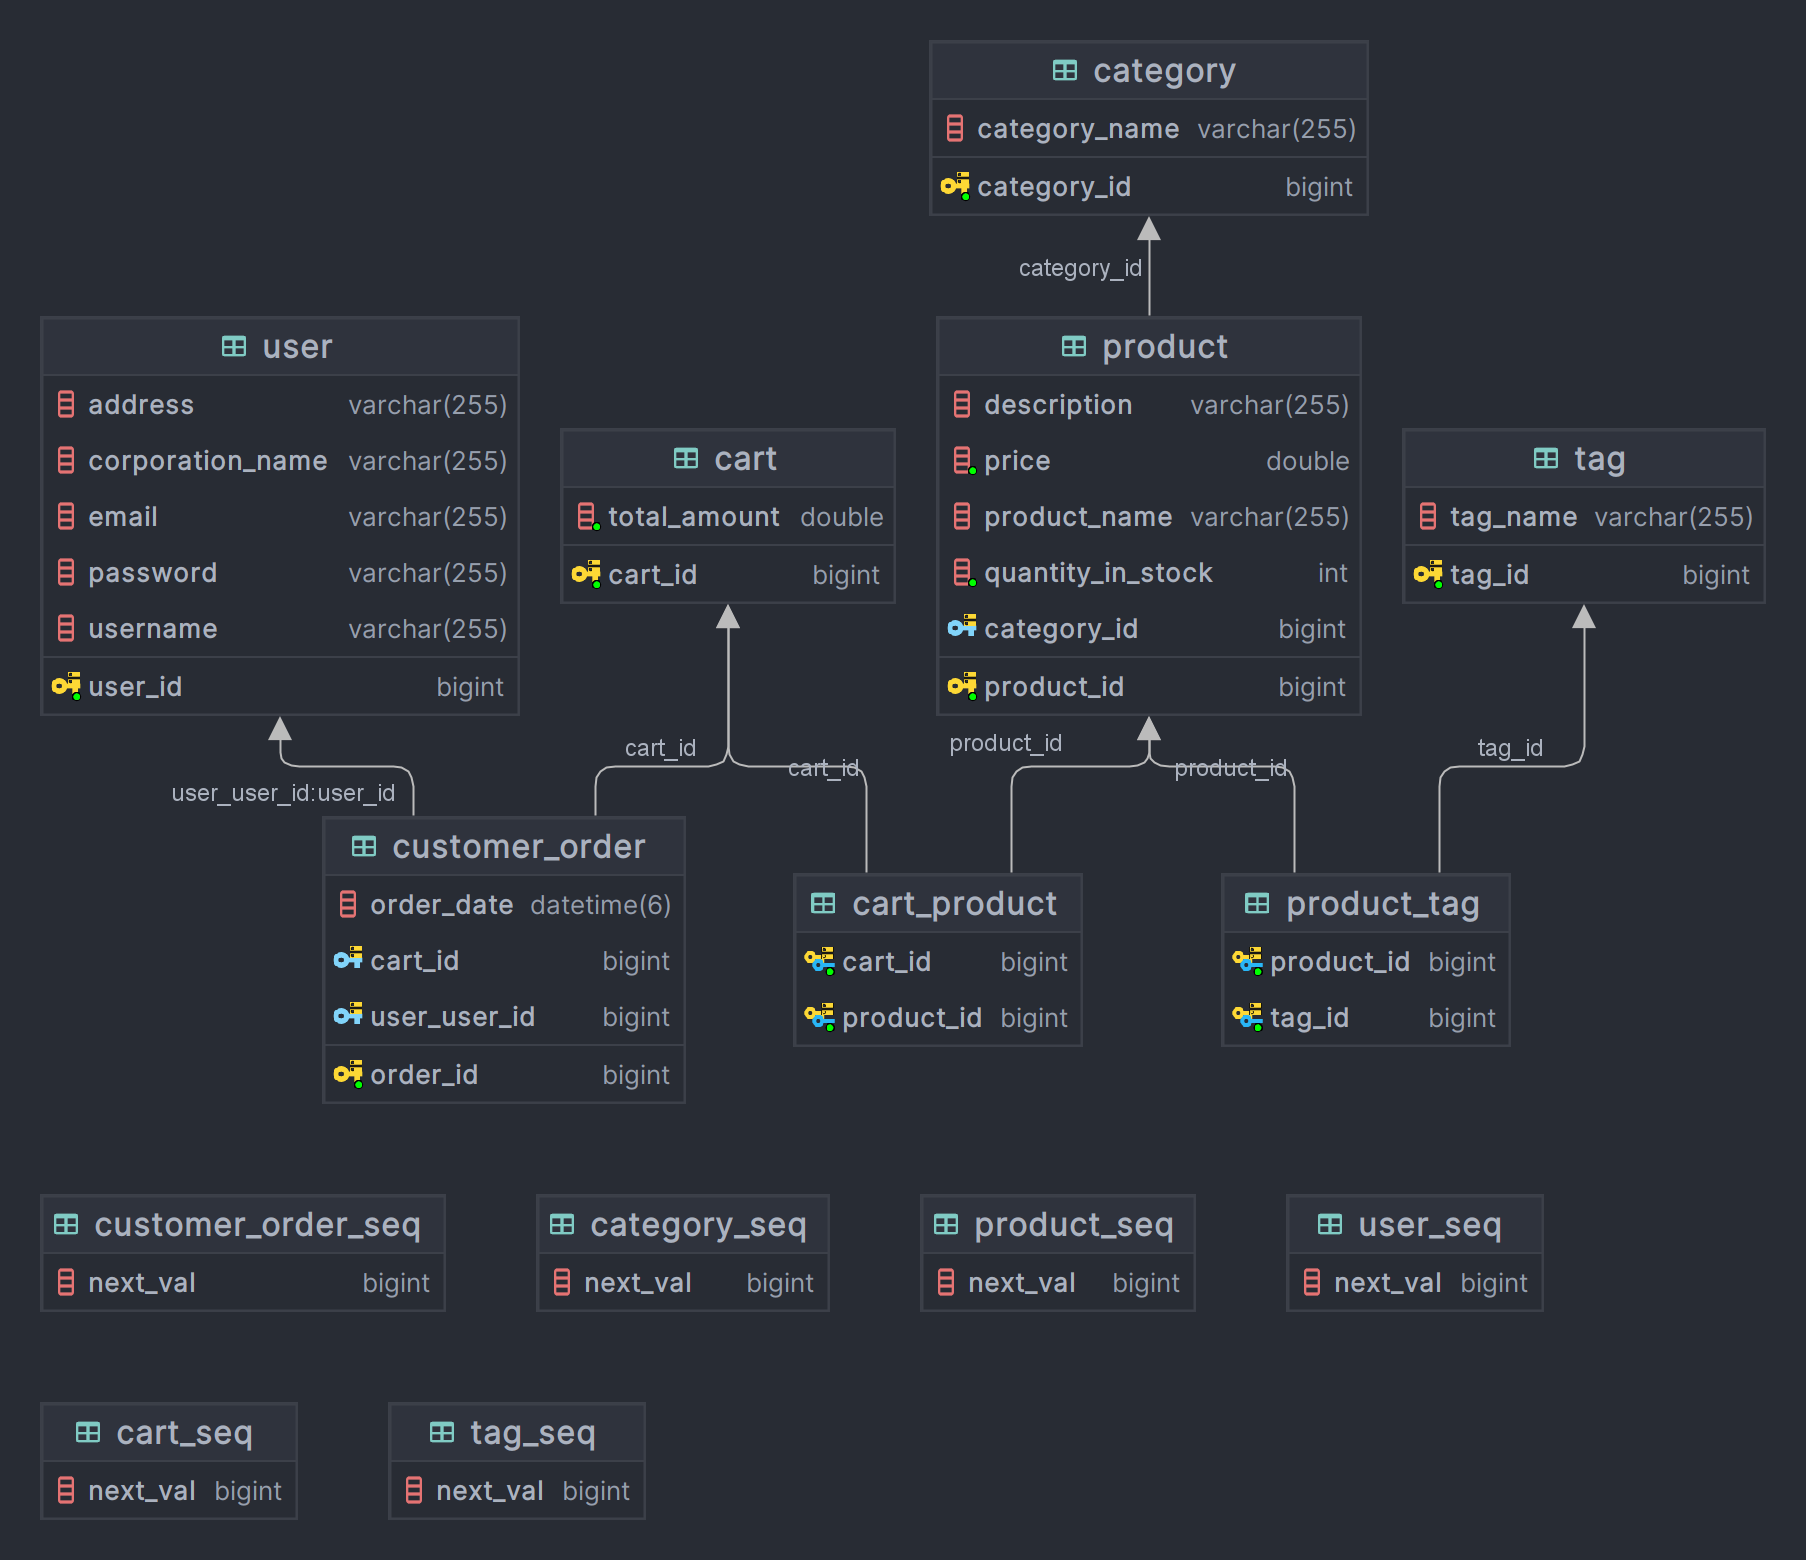 category
category_name varchar(255)
category_id bigint
category_id
user
address varchar(255)
corporation_name varchar(255)
email varchar(255)
password varchar(255)
username varchar(255)
user_id bigint
cart
total_amount double
cart_id bigint
product
description varchar(255)
price double
product_name varchar(255)
quantity_in_stock int
category_id bigint
product_id bigint
tag
tag_name varchar(255)
tag_id bigint
user_user_id:user_id
cart_id
cart_id
product_id
product_id
tag_id
customer_order
order_date datetime(6)
cart_id bigint
user_user_id bigint
order_id bigint
cart_product
cart_id bigint
product_id bigint
product_tag
product_id bigint
tag_id bigint
customer_order_seq
next_val bigint
category_seq
next_val bigint
product_seq
next_val bigint
user_seq
next_val bigint
cart_seq
next_val bigint
tag_seq
next_val bigint